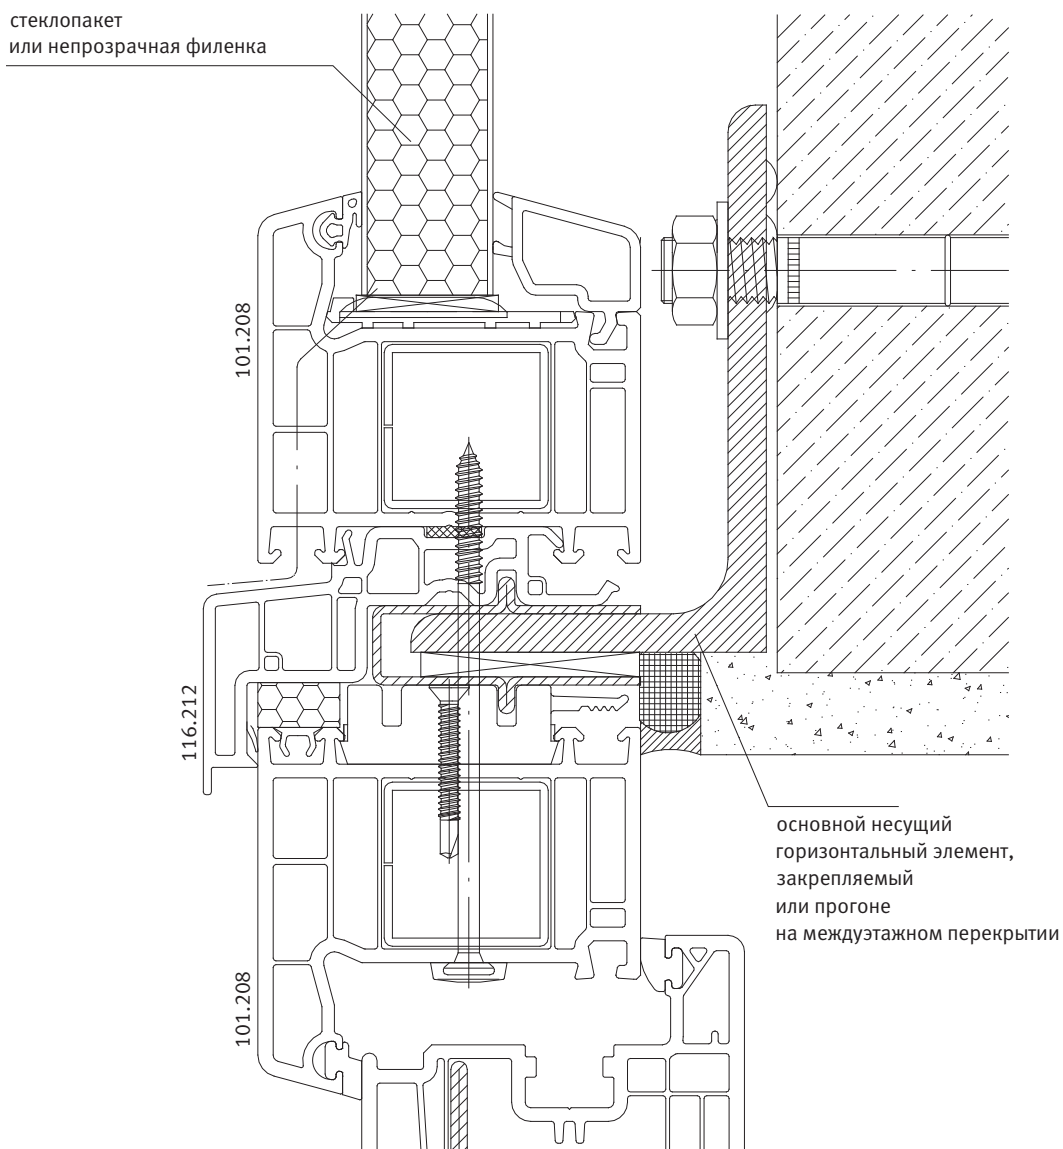 стеклопакет
или непрозрачная филенка
101.208
116.212
основной несущий
горизонтальный элемент,
закрепляемый
или прогоне
на междуэтажном перекрытии
101.208